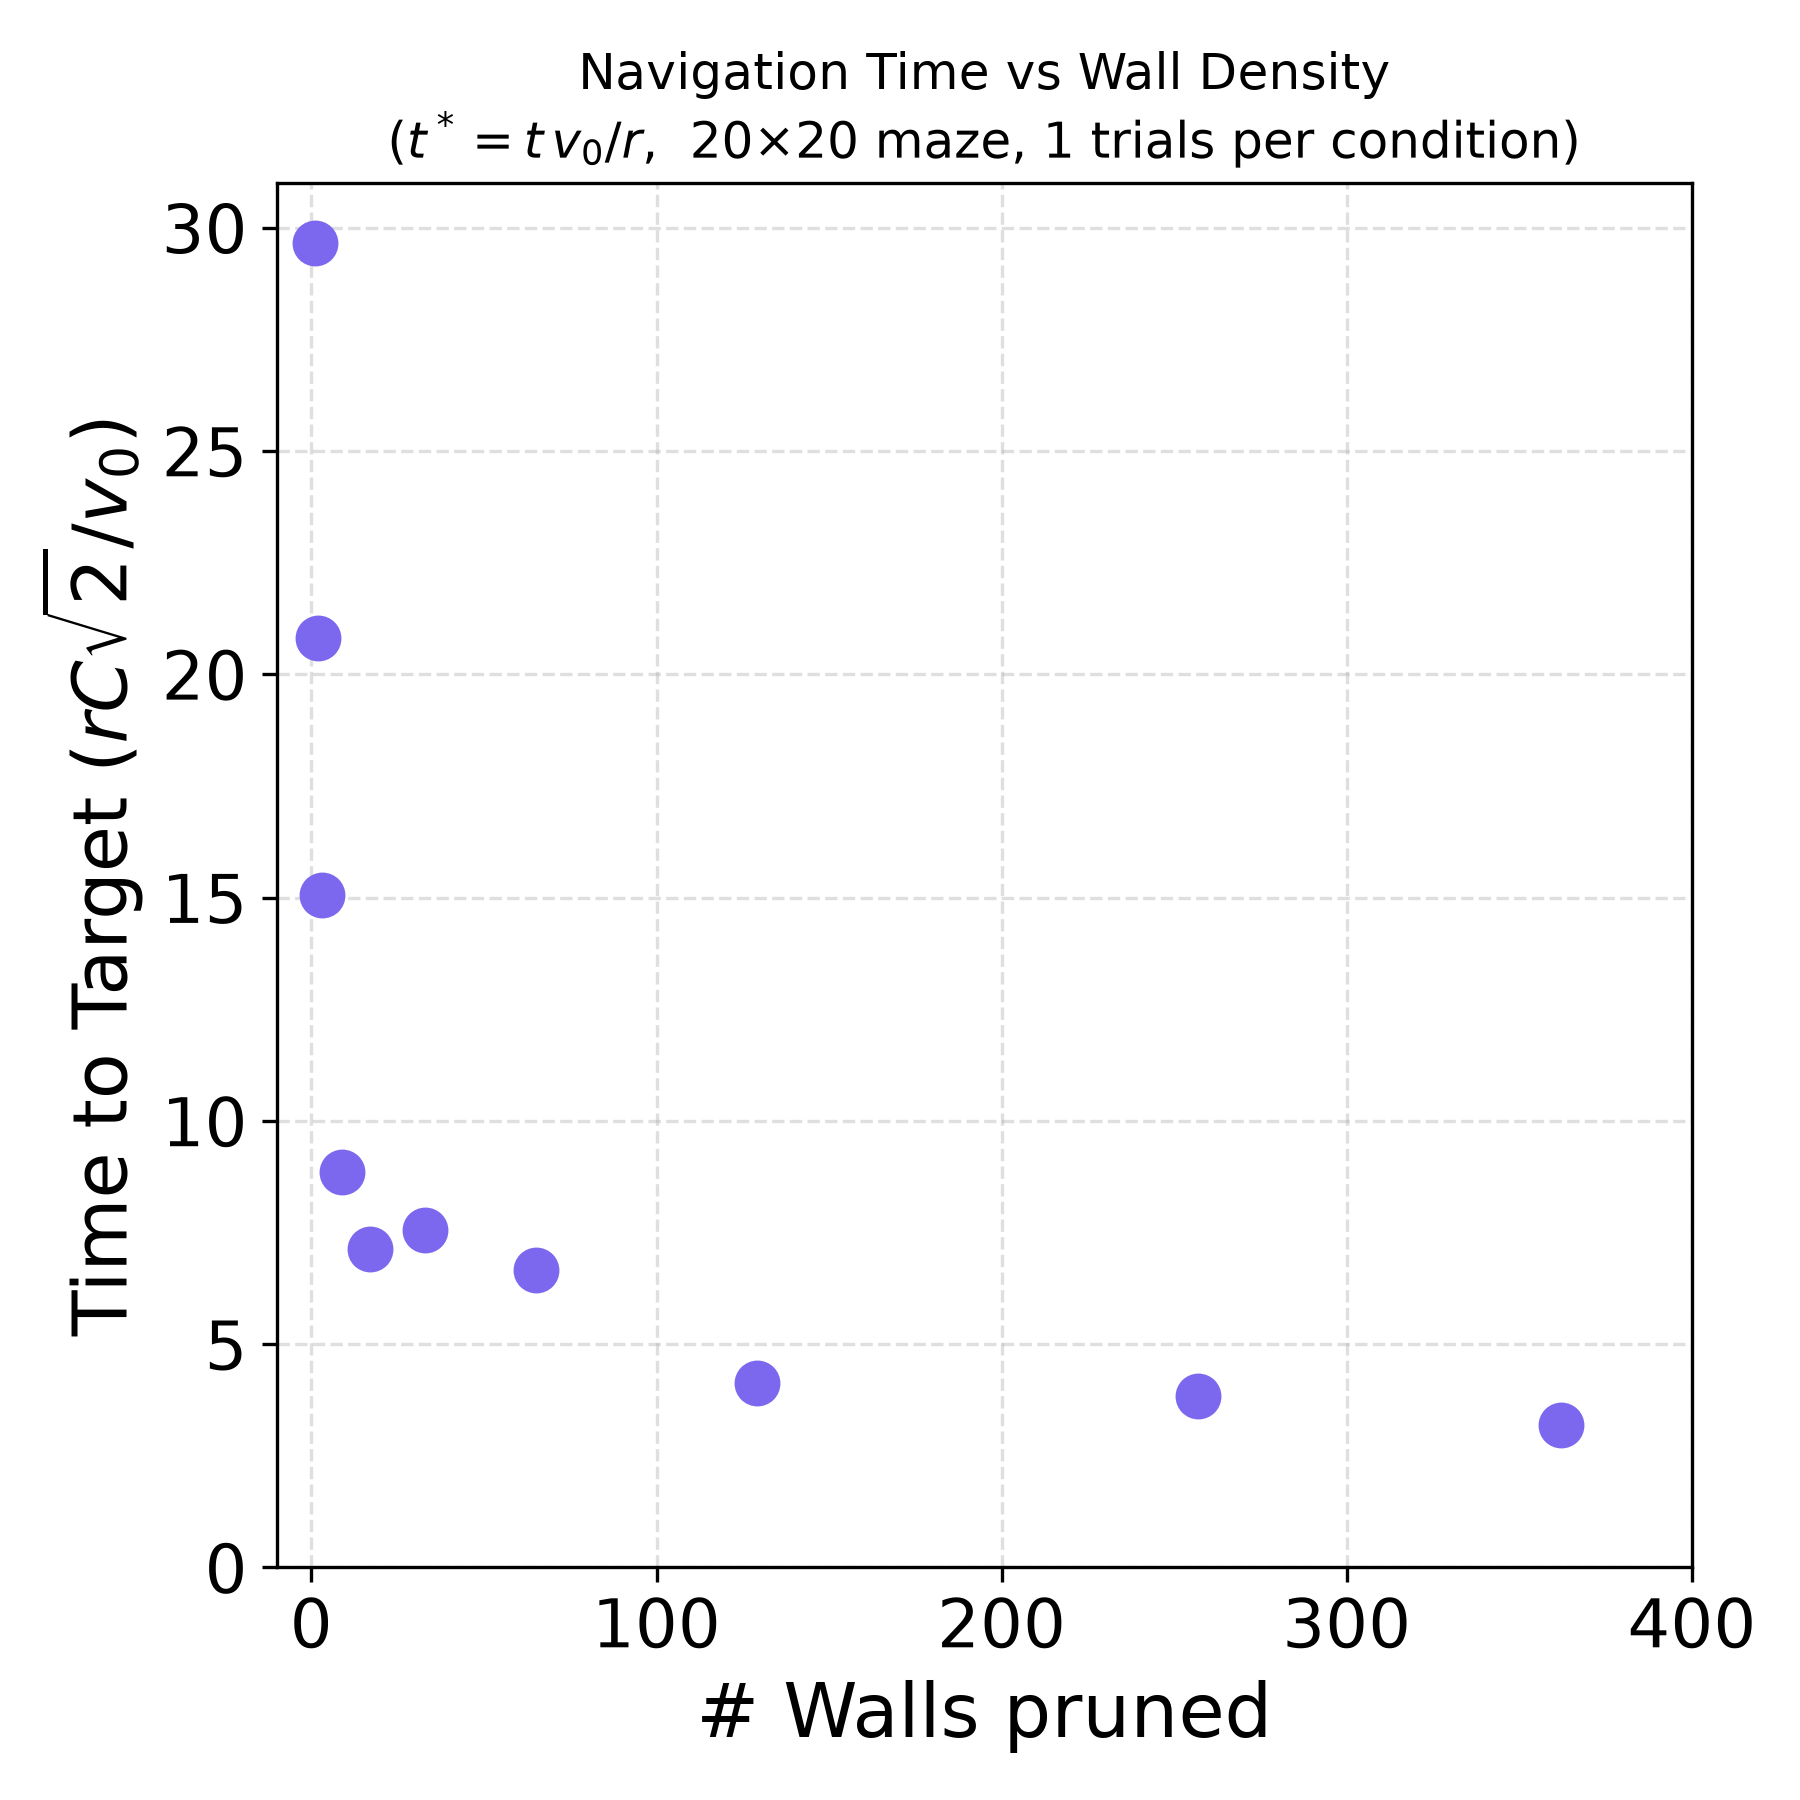 Navigation Time vs Wall Density
(t* = t v₀/r,  20×20 maze, 1 trials per condition)
Time to Target (rC√2/v₀)
30
25
20
15
10
5
0
0 100 200 300 400
# Walls pruned